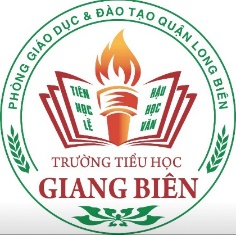 PHÒNG GIÁO DỤC & ĐÀO TẠO QUẬN LONG BIÊN
TIÊN HỌC LỄ
HẬU HỌC VĂN
TRƯỜNG TIỂU HỌC
GIANG BIÊN